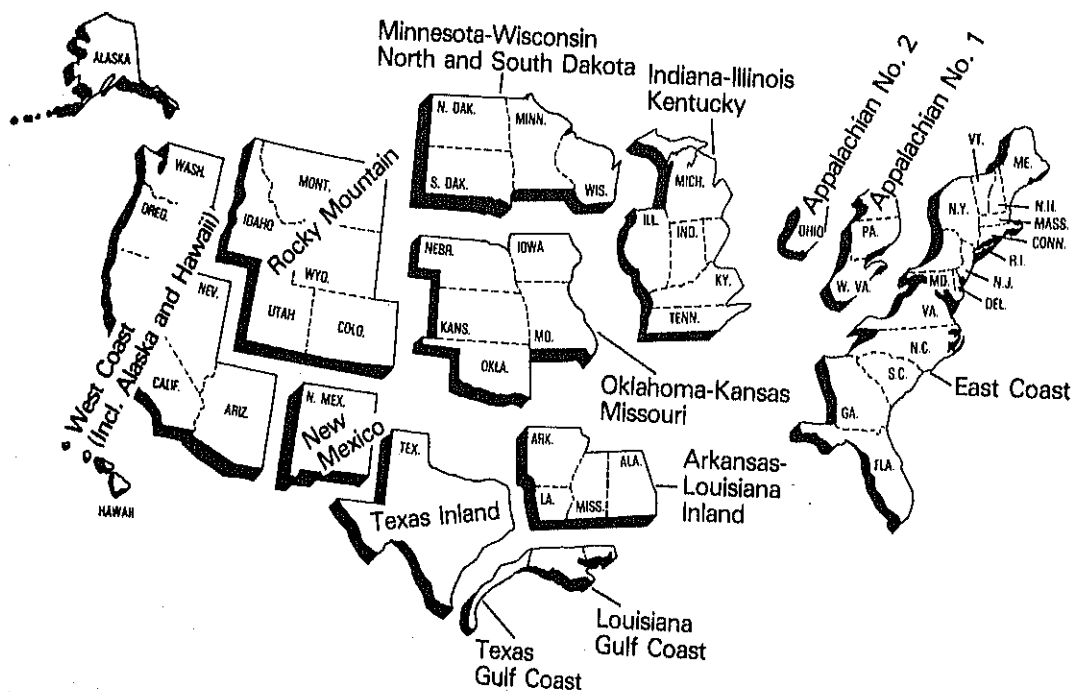 ALASKA
Minnesota-Wisconsin
North and South Dakota
Indiana-Illinois
Kentucky
Appalachian No. 2
Appalachian No. 1
WASH.
OREG.
NEV.
CALIF.
ARIZ.
West Coast
(Incl. Alaska and Hawaii)
HAWAII
MONT.
IDAHO
WYO.
UTAH
COLO.
Rocky Mountain
N. DAK.
MINN.
S. DAK.
WIS.
MICH.
ILL.
IND.
KY.
TENN.
OHIO
PA.
W. VA.
VT.
ME.
N.Y.
N.H.
MASS.
CONN.
R.I.
N.J.
MD.
DEL.
VA.
N.C.
S.C.
GA.
FLA.
East Coast
NEBR.
IOWA
KANS.
MO.
OKLA.
Oklahoma-Kansas
Missouri
N. MEX.
New
Mexico
TEX.
Texas Inland
ARK.
LA.
MISS.
ALA.
Arkansas-
Louisiana
Inland
Louisiana
Gulf Coast
Texas
Gulf Coast